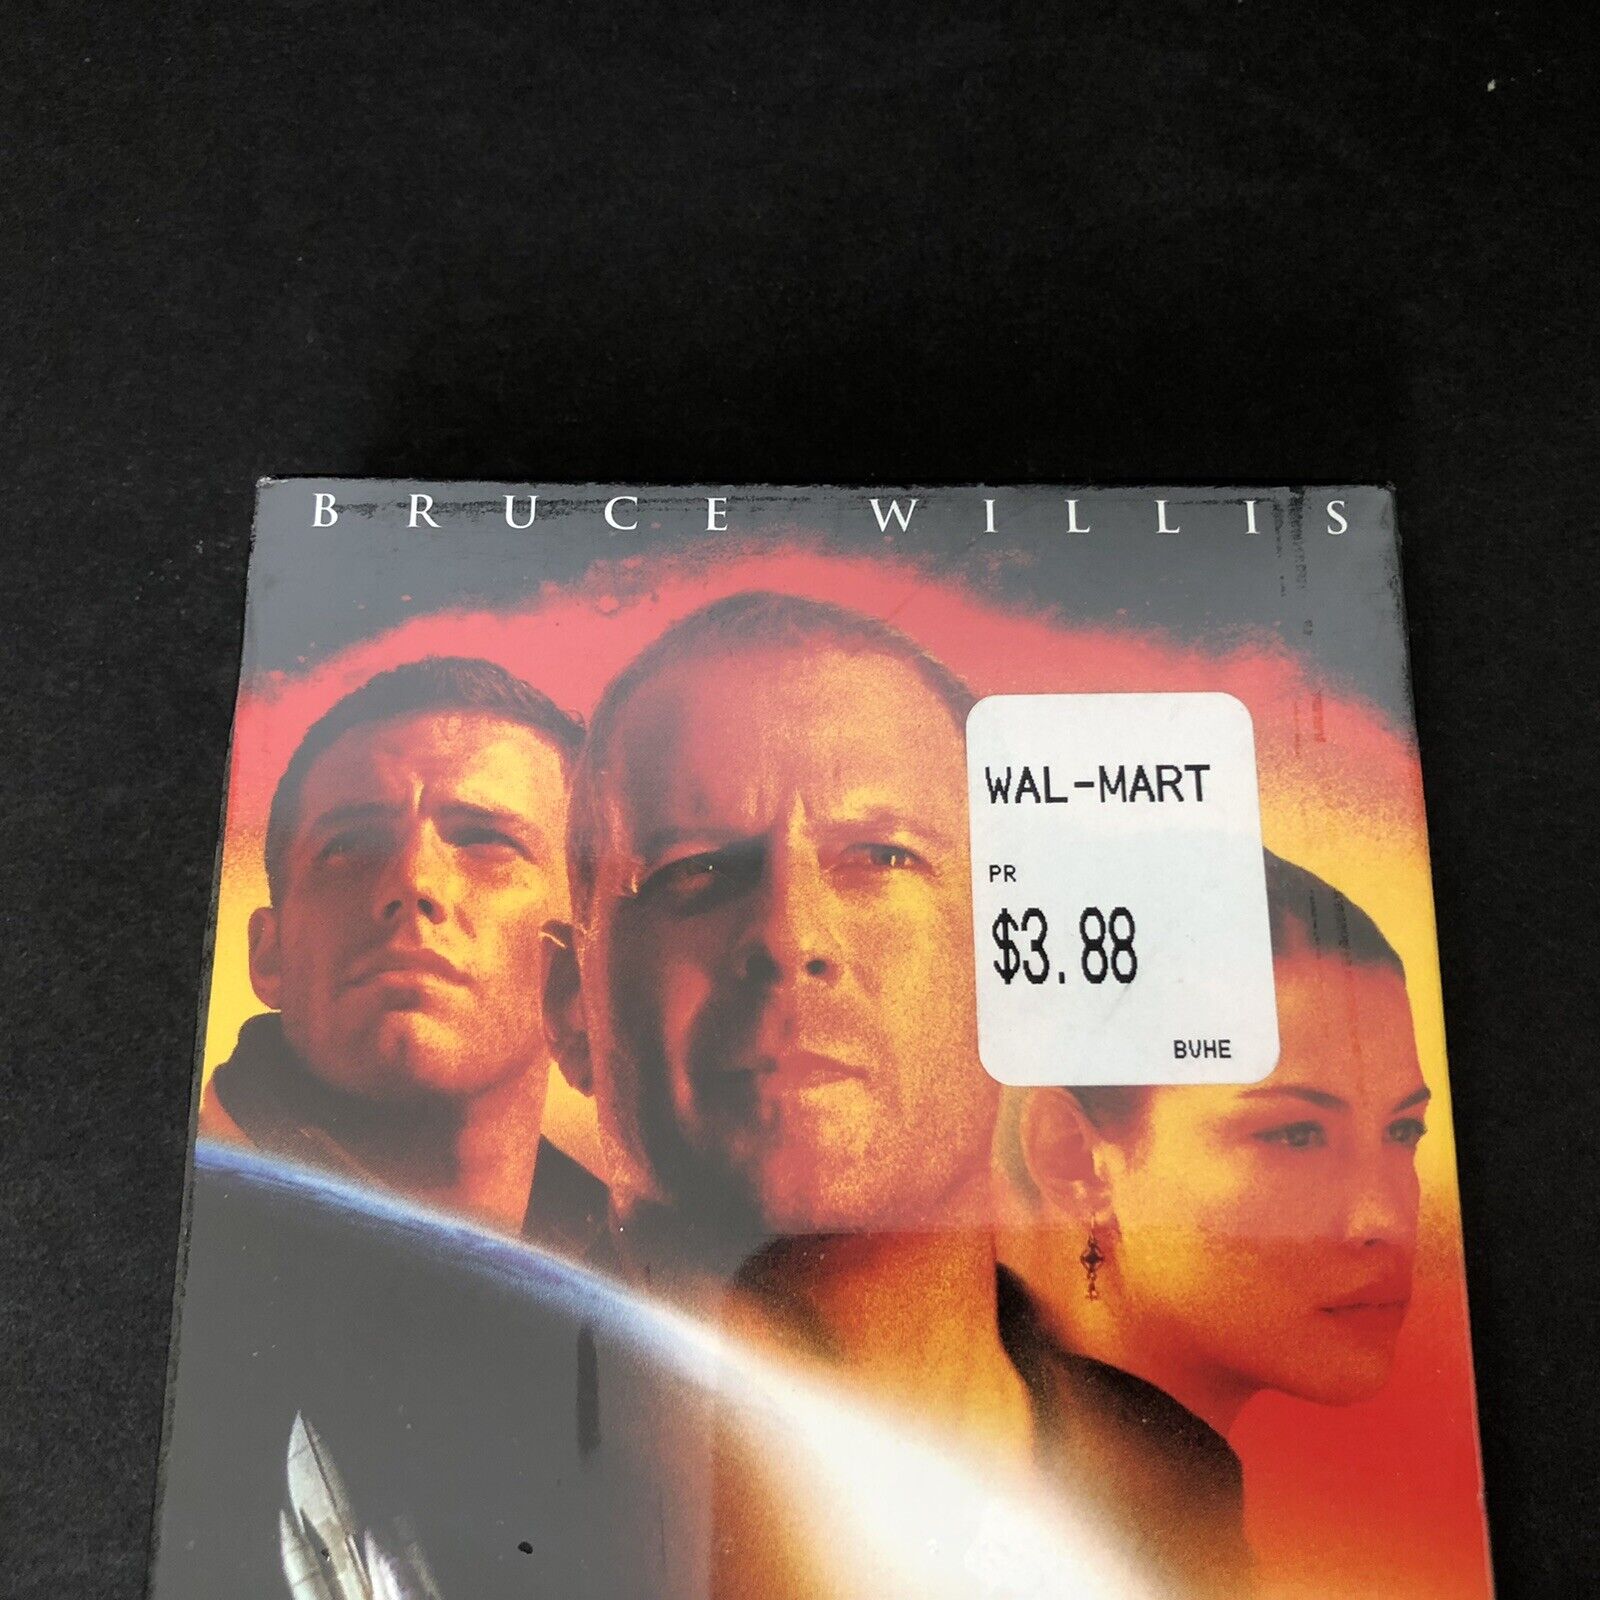 BRUCE WILLIS
WAL-MART
PR
$3.88
BVHE